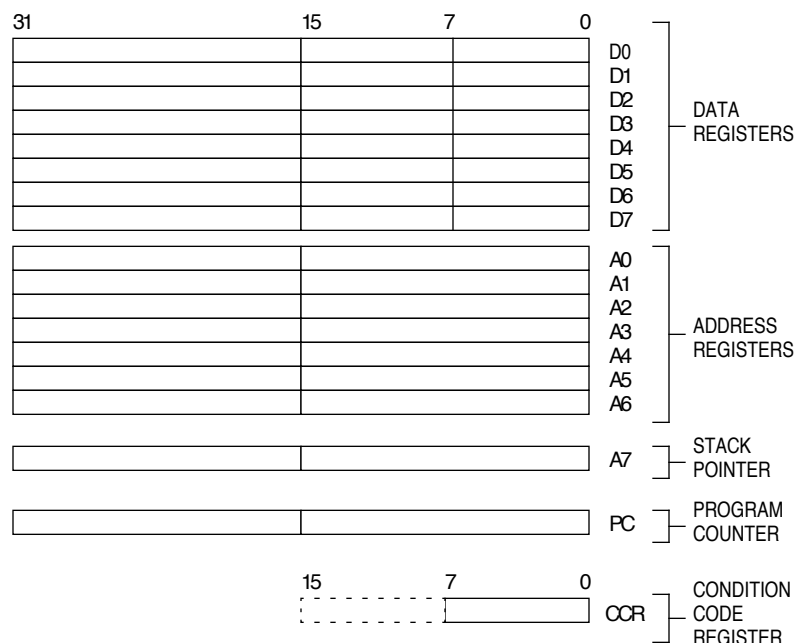 31 15 7 0
D0
D1
D2
D3
D4
D5
D6
D7
DATA
REGISTERS
A0
A1
A2
A3
A4
A5
A6
ADDRESS
REGISTERS
A7
STACK
POINTER
PC
PROGRAM
COUNTER
15 7 0
CCR
CONDITION
CODE
REGISTER